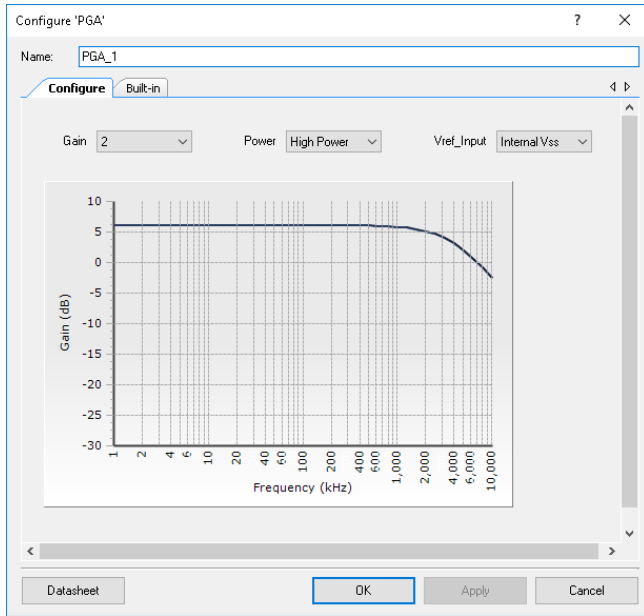 Configure 'PGA'
Name: PGA_1
Configure Built-in
Gain 2 Power High Power Vref_Input Internal Vss
10
5
0
-5
-10
-15
-20
-25
-30
Gain (dB)
1 2 4 6 10 20 40 60 100 200 400 600 1,000 2,000 4,000 6,000 10,000
Frequency (kHz)
Datasheet OK Apply Cancel